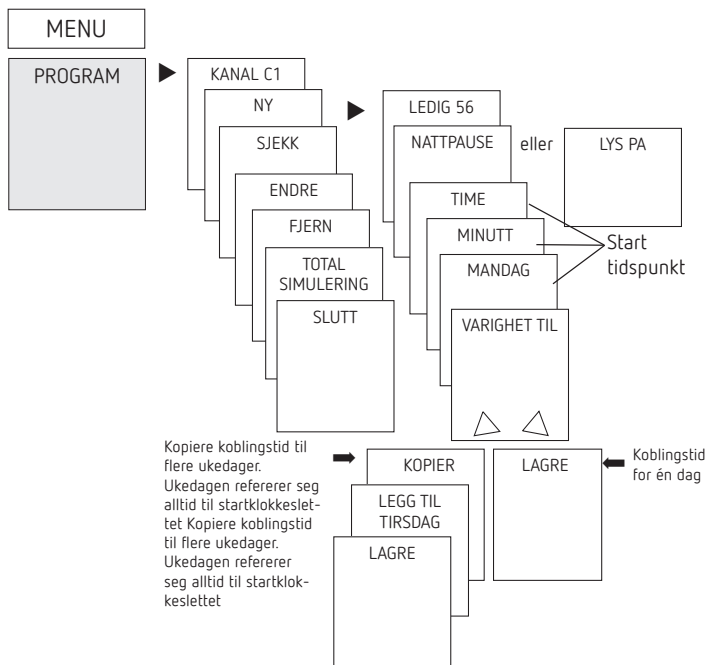 MENU
PROGRAM
KANAL C1
NY
SJEKK
ENDRE
FJERN
TOTAL
SIMULERING
SLUTT
LEDIG 56
NATTPAUSE
eller
LYS PA
TIME
MINUTT
MANDAG
Start
tidspunkt
VARIGHET TIL
Kopiere koblingstid til
flere ukedager.
Ukedagen refererer seg
alltid til startklokkeslet-
tet Kopiere koblingstid
til flere ukedager.
Ukedagen refererer
seg alltid til startklok-
keslettet
KOPIER
LEGG TIL
TIRSDAG
LAGRE
LAGRE
Koblingstid
for én dag